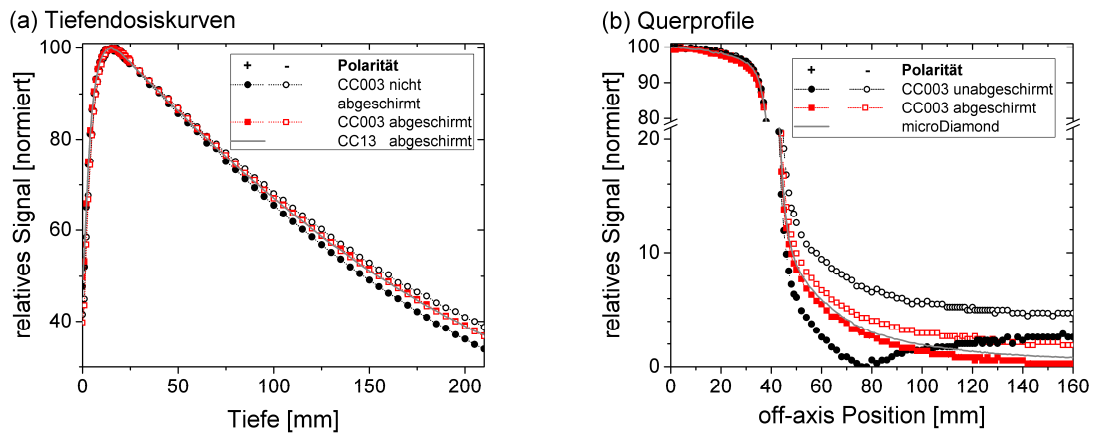 (a) Tiefendosiskurven
relatives Signal [normiert]
100
80
60
40
+ - Polarität
CC003 nicht
abgeschirmt
CC003 abgeschirmt
CC13 abgeschirmt
0 50 100 150 200
Tiefe [mm]
(b) Querprofile
relatives Signal [normiert]
100
90
80
20
10
0
+ - Polarität
CC003 unabgeschirmt
CC003 abgeschirmt
microDiamond
0 20 40 60 80 100 120 140 160
off-axis Position [mm]